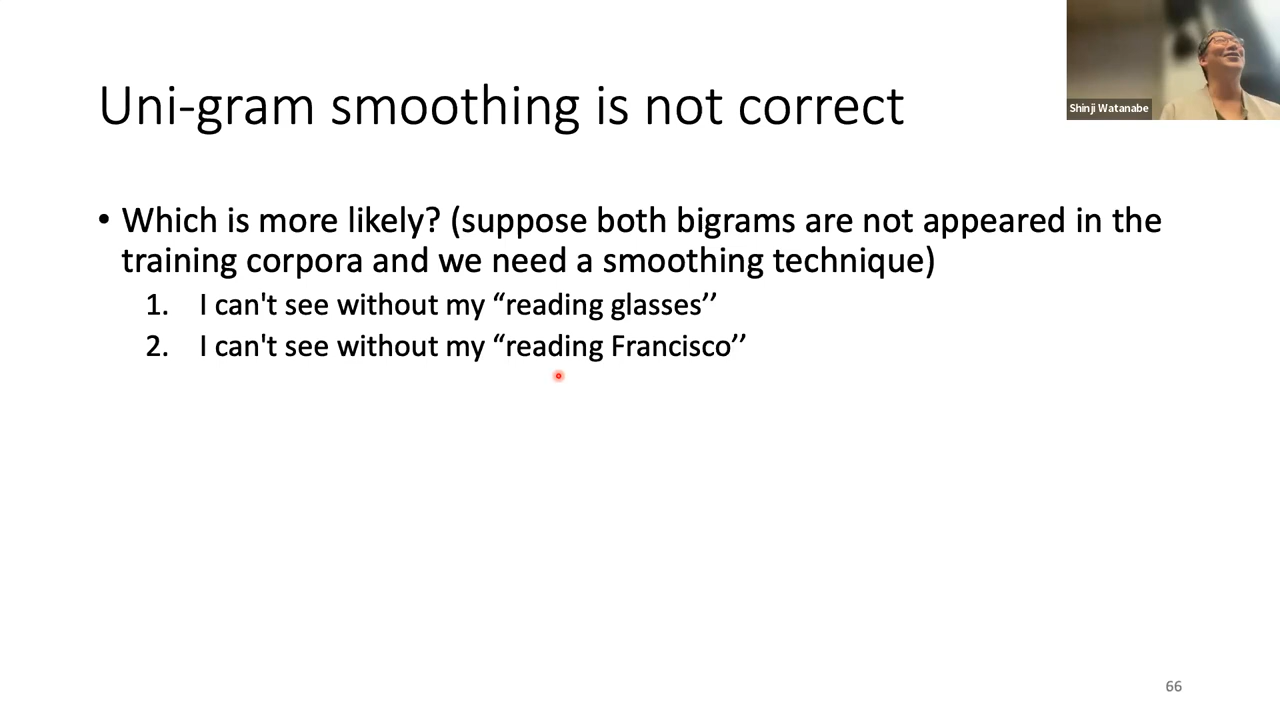 Uni-gram smoothing is not correct
Shinji Watanabe
• Which is more likely? (suppose both bigrams are not appeared in the
training corpora and we need a smoothing technique)
1. I can't see without my “reading glasses’’
2. I can't see without my “reading Francisco’’
66